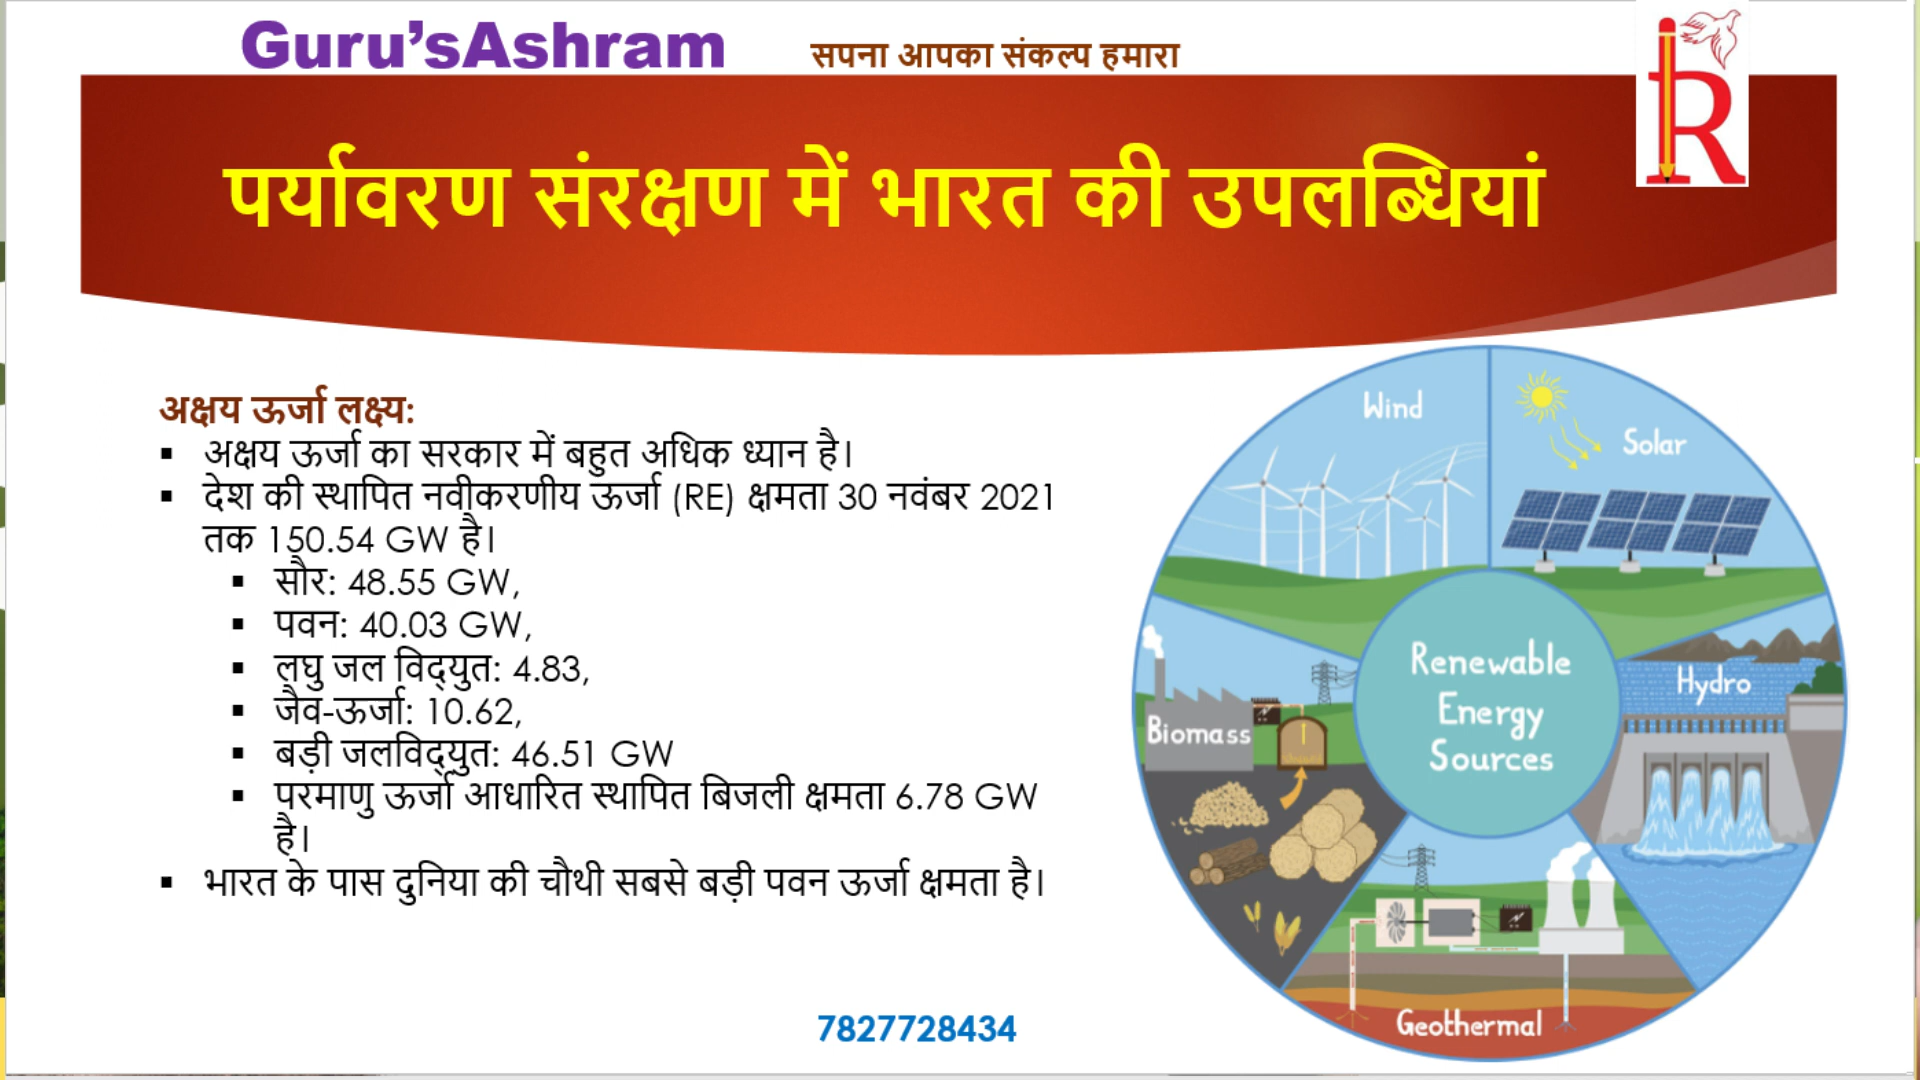 Guru’sAshram
सपना आपका संकल्प हमारा
R
पर्यावरण संरक्षण में भारत की उपलब्धियां
अक्षय ऊर्जा लक्ष्य:
▪ अक्षय ऊर्जा का सरकार में बहुत अधिक ध्यान है।
▪ देश की स्थापित नवीकरणीय ऊर्जा (RE) क्षमता 30 नवंबर 2021
तक 150.54 GW है।
▪ सौर: 48.55 GW,
▪ पवन: 40.03 GW,
▪ लघु जल विद्युत: 4.83,
▪ जैव-ऊर्जा: 10.62,
▪ बड़ी जलविद्युत: 46.51 GW
▪ परमाणु ऊर्जा आधारित स्थापित बिजली क्षमता 6.78 GW
है।
▪ भारत के पास दुनिया की चौथी सबसे बड़ी पवन ऊर्जा क्षमता है।
Wind
Solar
Hydro
Biomass
Renewable
Energy
Sources
Geothermal
7827728434